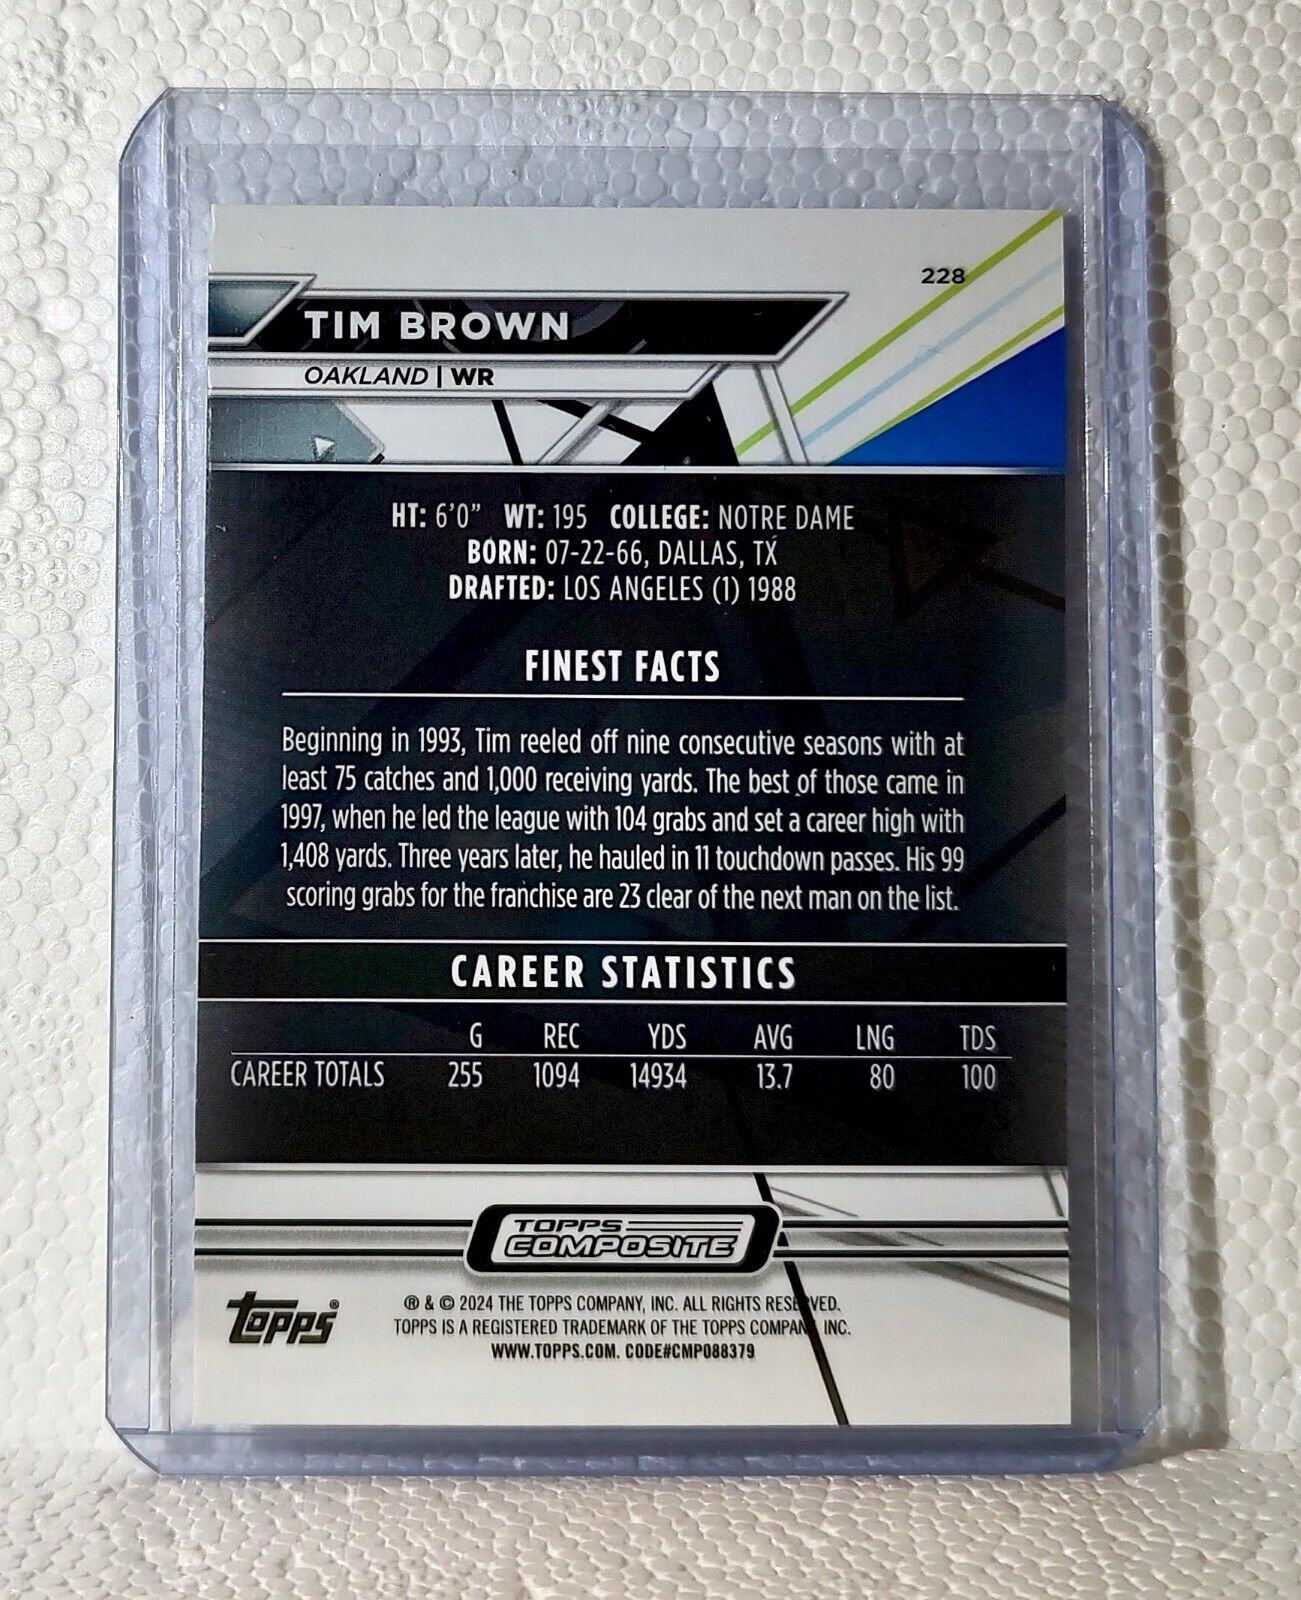 228
TIM BROWN
OAKLAND | WR
HT: 6'0" WT: 195 COLLEGE: NOTRE DAME
BORN: 07-22-66, DALLAS, TX
DRAFTED: LOS ANGELES (1) 1988
FINEST FACTS
Beginning in 1993, Tim reeled off nine consecutive seasons with at
least 75 catches and 1,000 receiving yards. The best of those came in
1997, when he led the league with 104 grabs and set a career high with
1,408 yards. Three years later, he hauled in 11 touchdown passes. His 99
scoring grabs for the franchise are 23 clear of the next man on the list.
CAREER STATISTICS
G REC YDS AVG LNG TDS
CAREER TOTALS 255 1094 14934 13.7 80 100
TOPPS
COMPOSITE
topps®
® & © 2024 THE TOPPS COMPANY, INC. ALL RIGHTS RESERVED.
TOPPS IS A REGISTERED TRADEMARK OF THE TOPPS COMPANY, INC.
WWW.TOPPS.COM. CODE#CMP088379